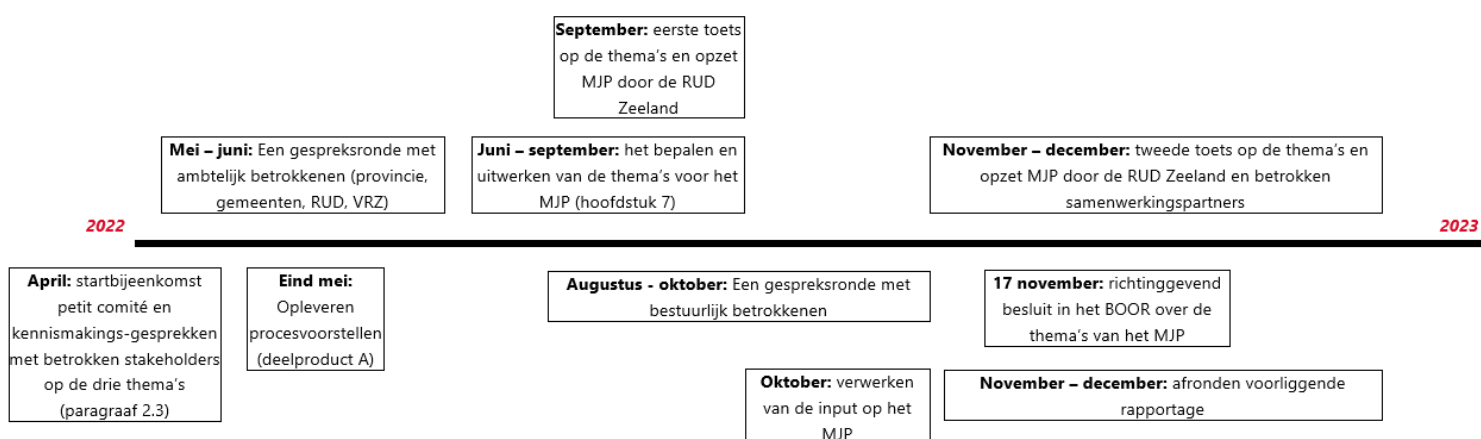 September: eerste toets
op de thema's en opzet
MJP door de RUD
Zeeland
Mei – juni: Een gespreksronde met
ambtelijk betrokkenen (provincie,
gemeenten, RUD, VRZ)
Juni – september: het bepalen en
uitwerken van de thema's voor het
MJP (hoofdstuk 7)
November – december: tweede toets op de thema's en
opzet MJP door de RUD Zeeland en betrokken
samenwerkingspartners
2022
2023
April: startbijeenkomst
petit comité en
kennismakings-gesprekken
met betrokken stakeholders
op de drie thema's
(paragraaf 2.3)
Eind mei:
Opleveren
procesvoorstellen
(deelproduct A)
Augustus - oktober: Een gespreksronde met
bestuurlijk betrokkenen
17 november: richtinggevend
besluit in het BOOR over de
thema's van het MJP
Oktober: verwerken
van de input op het
MJP
November – december: afronden voorliggende
rapportage